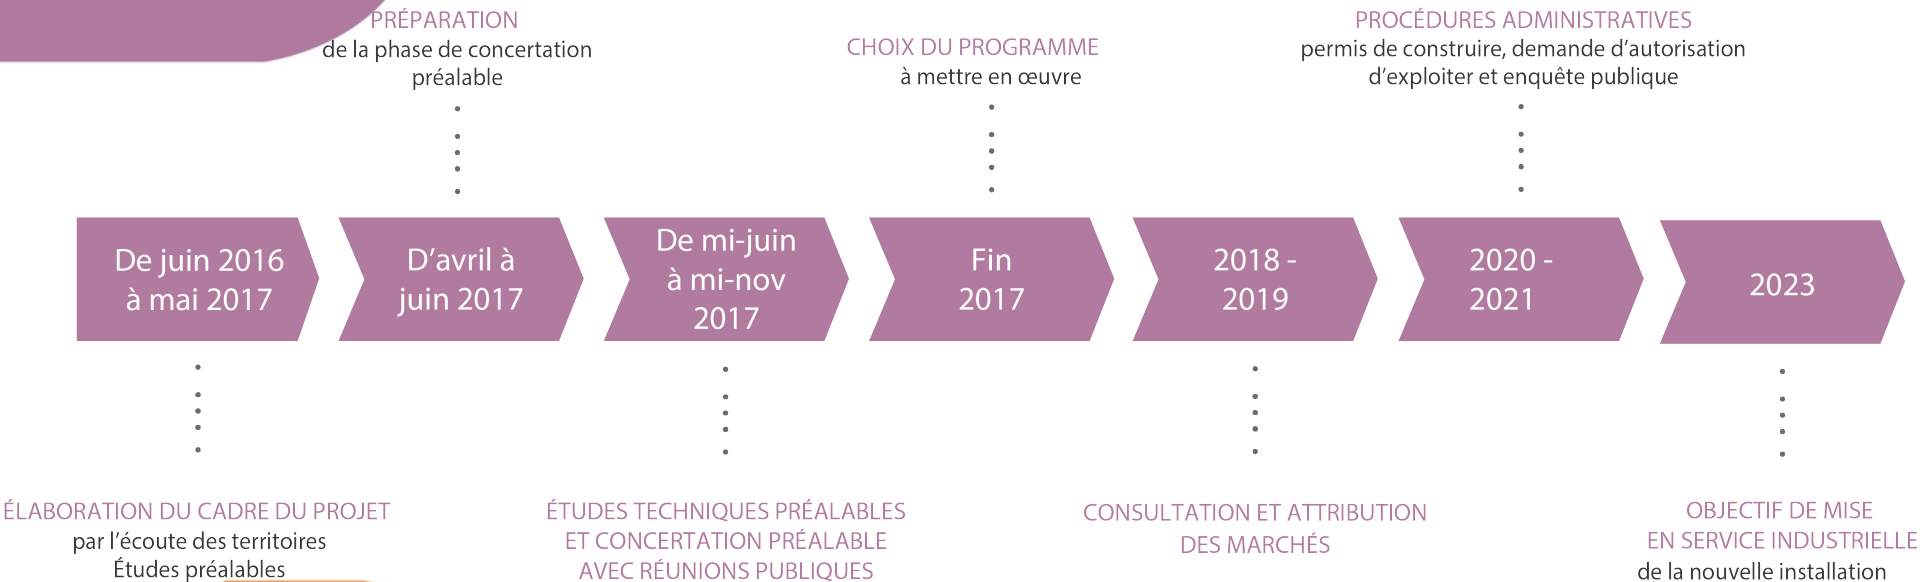 PRÉPARATION
de la phase de concertation
préalable
CHOIX DU PROGRAMME
à mettre en œuvre
PROCÉDURES ADMINISTRATIVES
permis de construire, demande d’autorisation
d’exploiter et enquête publique
De juin 2016
à mai 2017
D’avril à
juin 2017
De mi-juin
à mi-nov
2017
Fin
2017
2018 -
2019
2020 -
2021
2023
ÉLABORATION DU CADRE DU PROJET
par l’écoute des territoires
Études préalables
ÉTUDES TECHNIQUES PRÉALABLES
ET CONCERTATION PRÉALABLE
AVEC RÉUNIONS PUBLIQUES
CONSULTATION ET ATTRIBUTION
DES MARCHÉS
OBJECTIF DE MISE
EN SERVICE INDUSTRIELLE
de la nouvelle installation